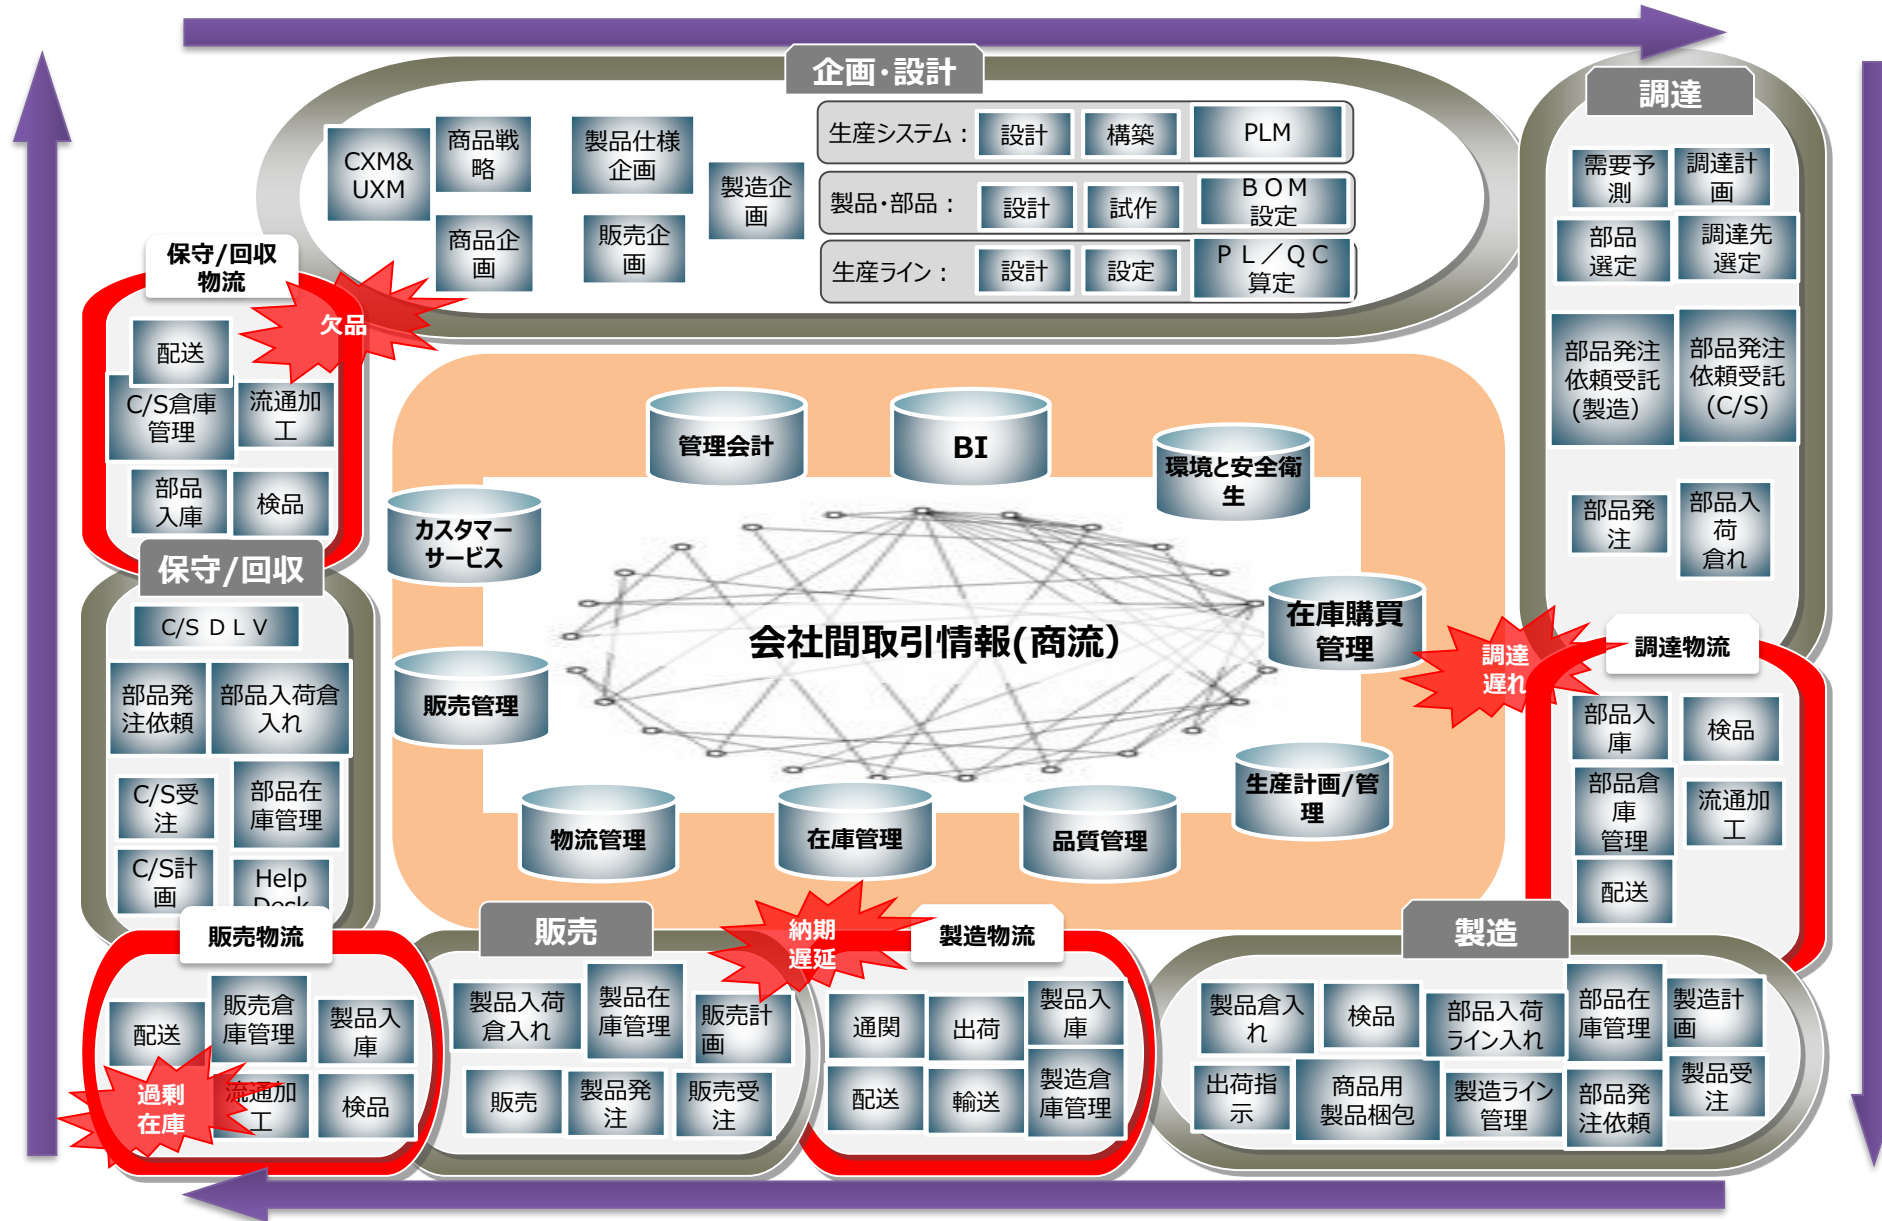 企画・設計
CXM&
UXM
商品戦
略
商品企
画
製品仕様
企画
販売企
画
製造企
画
生産システム：
設計
構築
PLM
製品・部品：
設計
試作
ＢＯＭ
設定
生産ライン：
設計
設定
ＰＬ／ＱＣ
算定
調達
需要予
測
調達計
画
部品
選定
調達先
選定
部品発注
依頼受託
(製造）
部品発注
依頼受託
(C/S)
部品発
注
部品入
荷
倉れ
調達
遅れ
調達物流
部品入
庫
検品
部品倉
庫
管理
流通加
工
配送
製造
製品倉入
れ
検品
部品入荷
ライン入れ
部品在
庫管理
製造計
画
出荷指
示
商品用
製品梱包
製造ライン
管理
部品発
注依頼
製品受
注
製造物流
納期
遅延
通関
出荷
製品入
庫
配送
輸送
製造倉
庫管理
販売
製品入荷
倉入れ
製品在
庫管理
販売計
画
販売
製品発
注
販売受
注
販売物流
配送
販売倉
庫管理
製品入
庫
過剰
在庫
流通加
工
検品
保守/回収
C/SＤＬＶ
部品発
注依頼
部品入荷倉
入れ
C/S受
注
部品在
庫管理
C/S計
画
Help
Desk
保守/回収
物流
欠品
配送
C/S倉庫
管理
流通加
工
部品
入庫
検品
管理会計
BI
環境と安全衛
生
カスタマー
サービス
在庫購買
管理
会社間取引情報(商流）
販売管理
生産計画/管
理
物流管理
在庫管理
品質管理